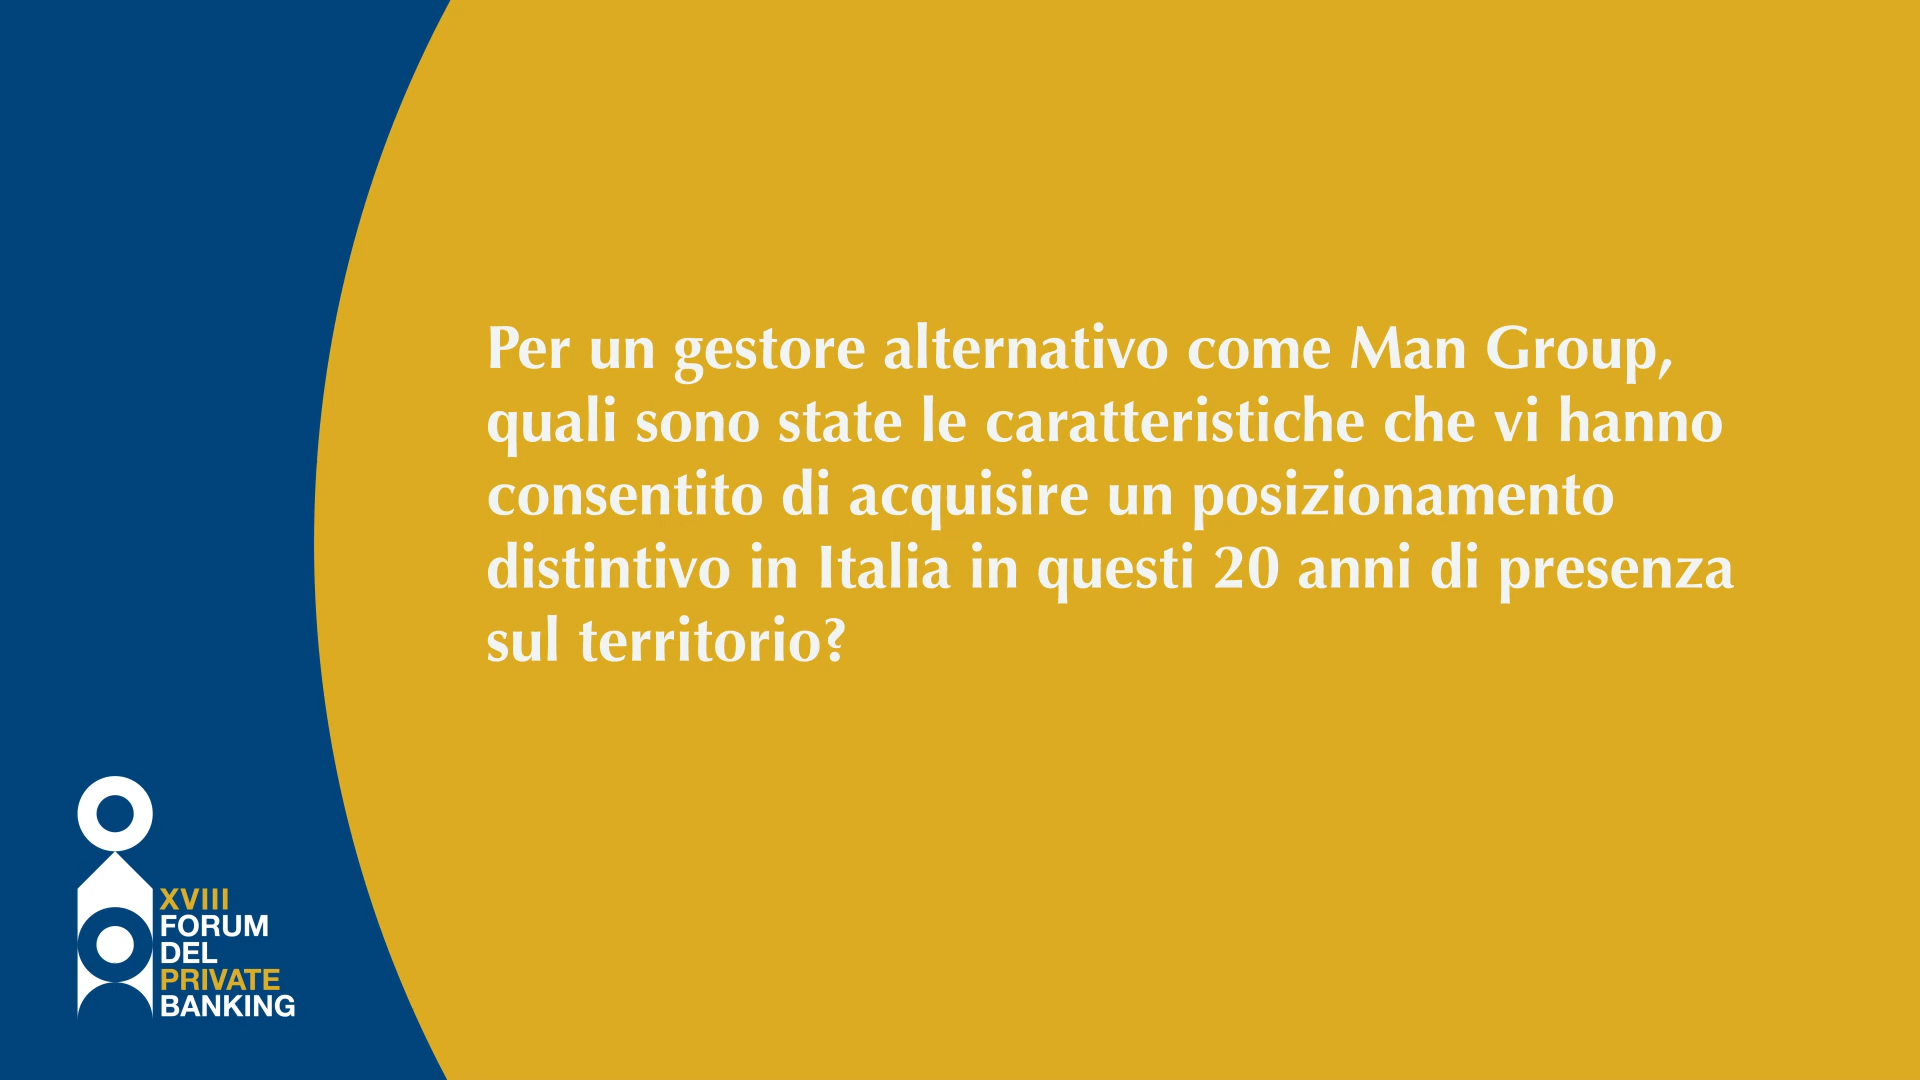 Per un gestore alternativo come Man Group,
quali sono state le caratteristiche che vi hanno
consentito di acquisire un posizionamento
distintivo in Italia in questi 20 anni di presenza
sul territorio?
XVIII
FORUM
DEL
PRIVATE
BANKING